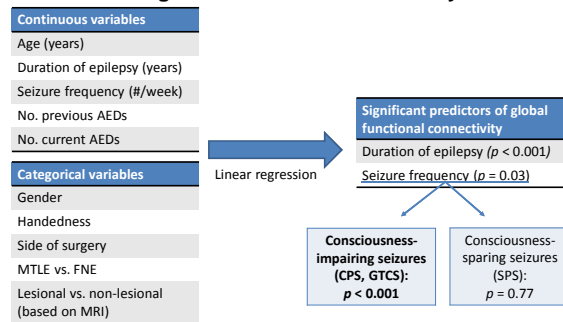 Continuous variables
Age (years)
Duration of epilepsy (years)
Seizure frequency (#/week)
No. previous AEDs
No. current AEDs
Categorical variables
Gender
Handedness
Side of surgery
MTLE vs. FNE
Lesional vs. non-lesional
(based on MRI)
Linear regression
Significant predictors of global
functional connectivity
Duration of epilepsy (p < 0.001)
Seizure frequency (p = 0.03)
Consciousness-
impairing seizures
(CPS, GTCS):
p < 0.001
Consciousness-
sparing seizures
(SPS):
p = 0.77